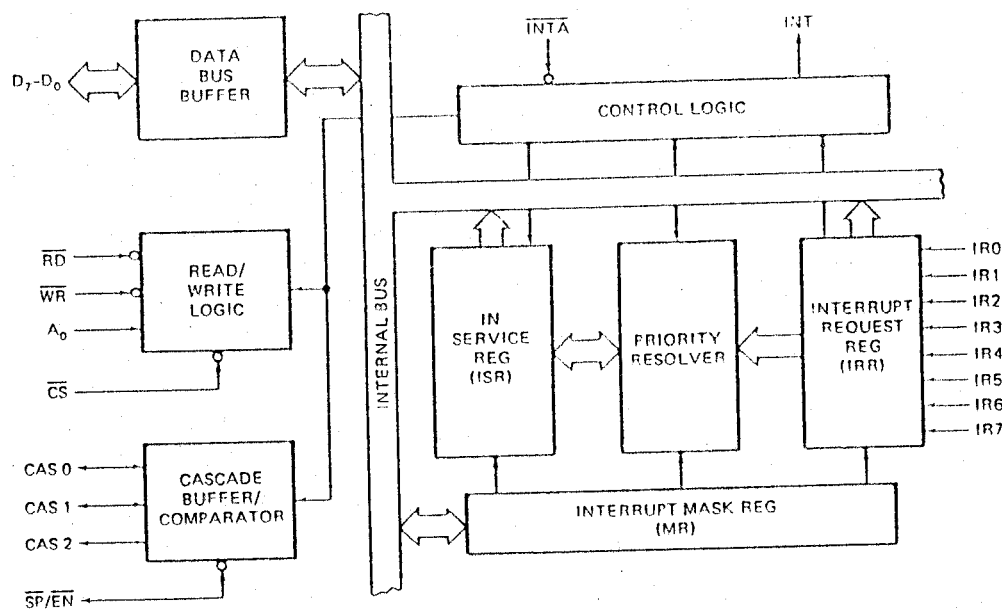 INTA
INT
DATA
BUS
BUFFER
D7-D0
CONTROL LOGIC
RD
WR
A0
CS
READ/
WRITE
LOGIC
INTERNAL BUS
IN
SERVICE
REG
(ISR)
PRIORITY
RESOLVER
INTERRUPT
REQUEST
REG
(IRR)
IR0
IR1
IR2
IR3
IR4
IR5
IR6
IR7
CAS 0
CAS 1
CAS 2
CASCADE
BUFFER/
COMPARATOR
INTERRUPT MASK REG
(MR)
SP/EN